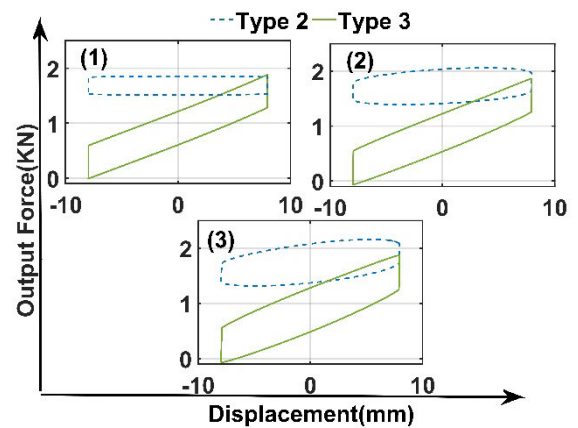 Type 2 Type 3
(1) (2)
2 2
1 1
0 0
-10 0 10 -10 0 10
(3)
2
1
0
-10 0 10
Output Force(KN)
Displacement(mm)